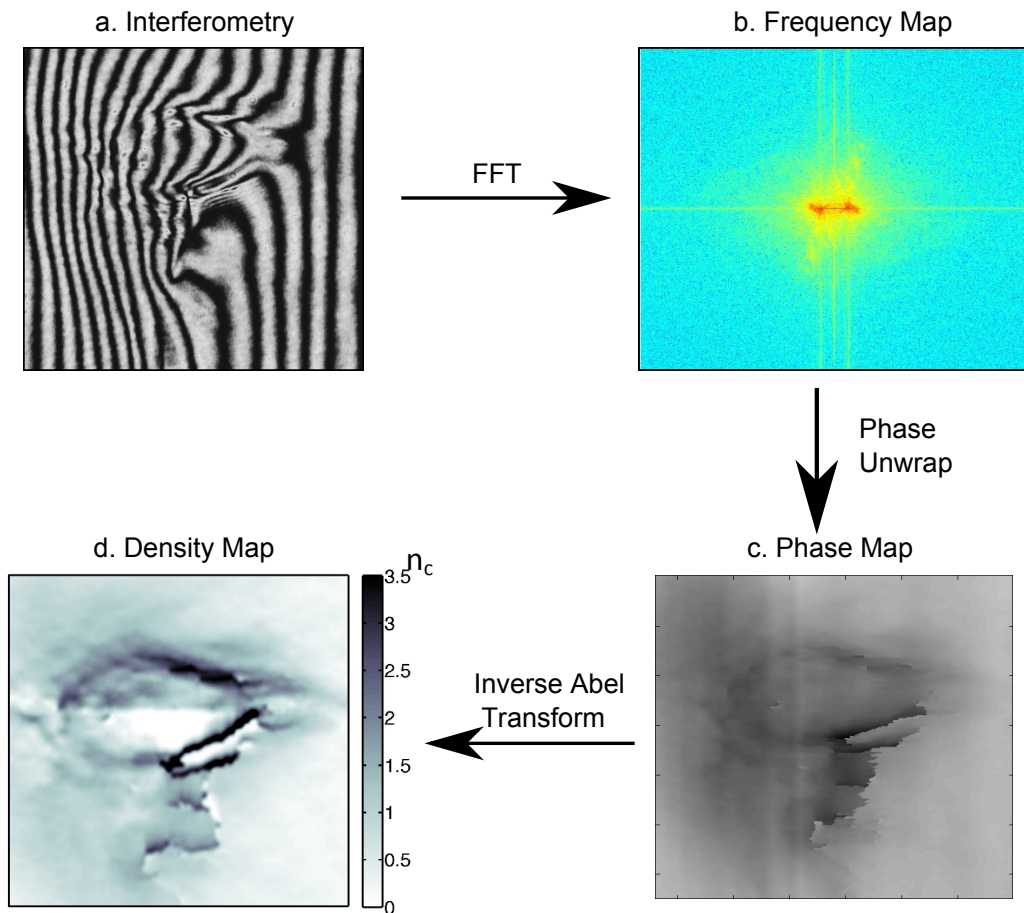 a. Interferometry
b. Frequency Map
FFT
Phase
Unwrap
d. Density Map
n_c
c. Phase Map
3.5
3
2.5
2
1.5
1
0.5
0
Inverse Abel
Transform